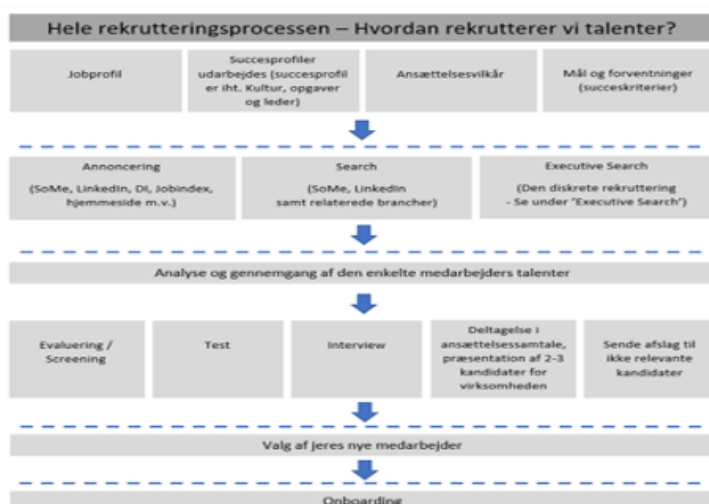 Hele rekrutteringsprocessen – Hvordan rekrutterer vi talenter?
Jobprofil
Succesprofiler
udarbejdes (succesprofil
er iht. Kultur, opgaver
og leder)
Ansættelsesvilkår
Mål og forventninger
(succeskriterier)
Annoncering
(SoMe, LinkedIn, DI, Jobindex,
hjemmeside m.v.)
Search
(SoMe, LinkedIn
samt relaterede brancher)
Executive Search
(Den diskrete rekruttering
- Se under 'Executive Search')
Analyse og gennemgang af den enkelte medarbejders talenter
Evaluering /
Screening
Test
Interview
Deltagelse i
ansættelsessamtale,
præsentation af 2-3
kandidater for
virksomheden
Sende afslag til
ikke relevante
kandidater
Valg af jeres nye medarbejder
Onboarding